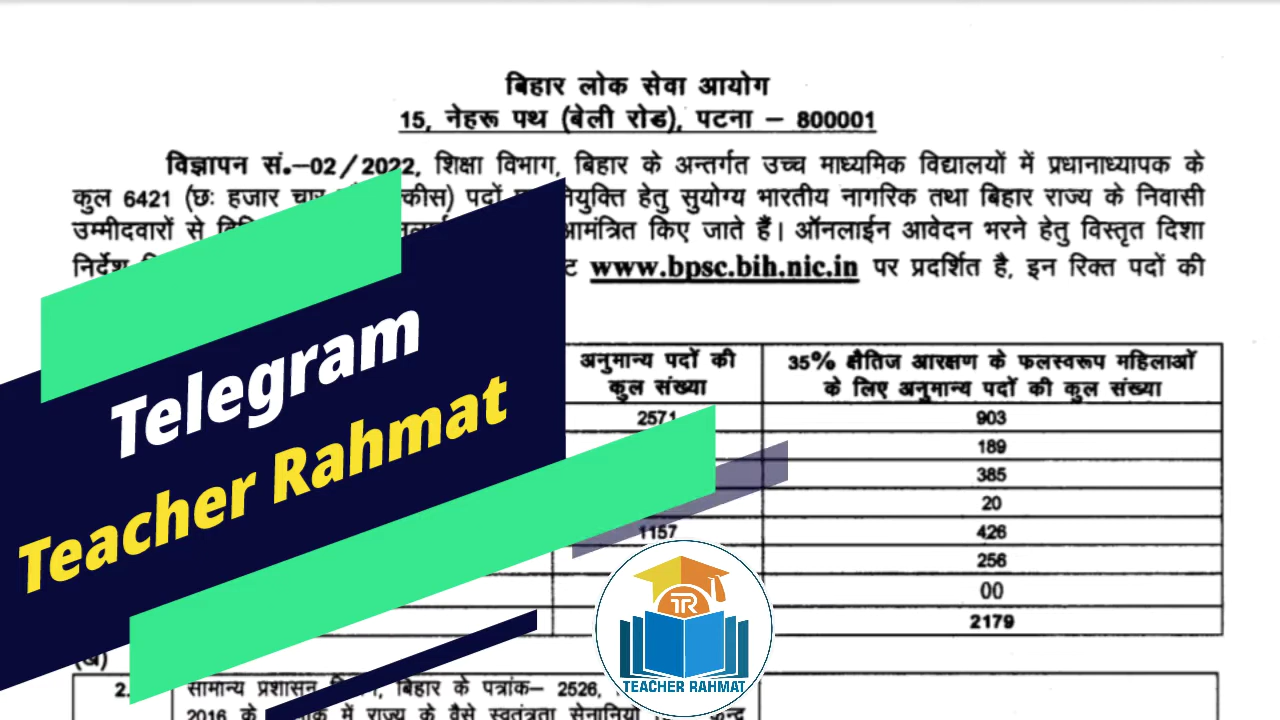 बिहार लोक सेवा आयोग
15, नेहरू पथ (बेली रोड), पटना – 800001
विज्ञापन सं.–02/2022, शिक्षा विभाग, बिहार के अन्तर्गत उच्च माध्यमिक विद्यालयों में प्रधानाध्यापक के
कुल 6421 (छः हजार चार पदों हेतु सुयोग्य भारतीय नागरिक तथा बिहार राज्य के निवासी
उम्मीदवारों से आमंत्रित किए जाते हैं। ऑनलाईन आवेदन भरने हेतु विस्तृत दिशा
निर्देश www.bpsc.bih.nic.in पर प्रदर्शित है, इन रिक्त पदों की
Telegram
Teacher Rahmat
अनुमान्य पदों की कुल संख्या
35% क्षैतिज आरक्षण के फलस्वरूप महिलाओं
के लिए अनुमान्य पदों की कुल संख्या
2571 903
189
385
20
1157 426
256
00
2179
(ख)
2. सामान्य प्रशासन बिहार के पत्रांक– 2526,
2016 के में राज्य के वैसे स्वतंत्रता सेनानियों
TR
TEACHER RAHMAT